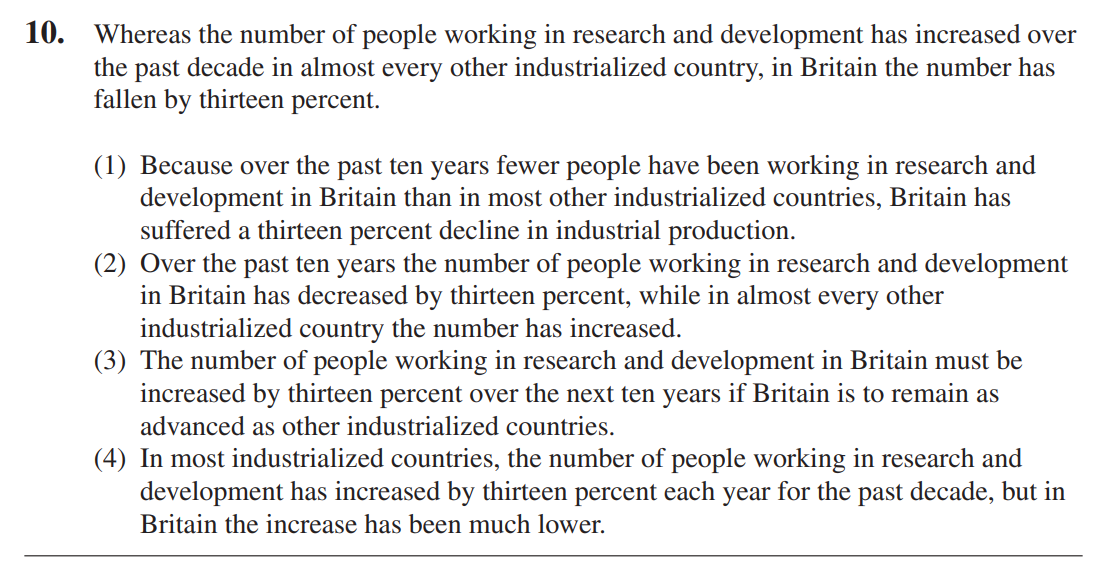 10. Whereas the number of people working in research and development has increased over
the past decade in almost every other industrialized country, in Britain the number has
fallen by thirteen percent.
(1) Because over the past ten years fewer people have been working in research and
development in Britain than in most other industrialized countries, Britain has
suffered a thirteen percent decline in industrial production.
(2) Over the past ten years the number of people working in research and development
in Britain has decreased by thirteen percent, while in almost every other
industrialized country the number has increased.
(3) The number of people working in research and development in Britain must be
increased by thirteen percent over the next ten years if Britain is to remain as
advanced as other industrialized countries.
(4) In most industrialized countries, the number of people working in research and
development has increased by thirteen percent each year for the past decade, but in
Britain the increase has been much lower.